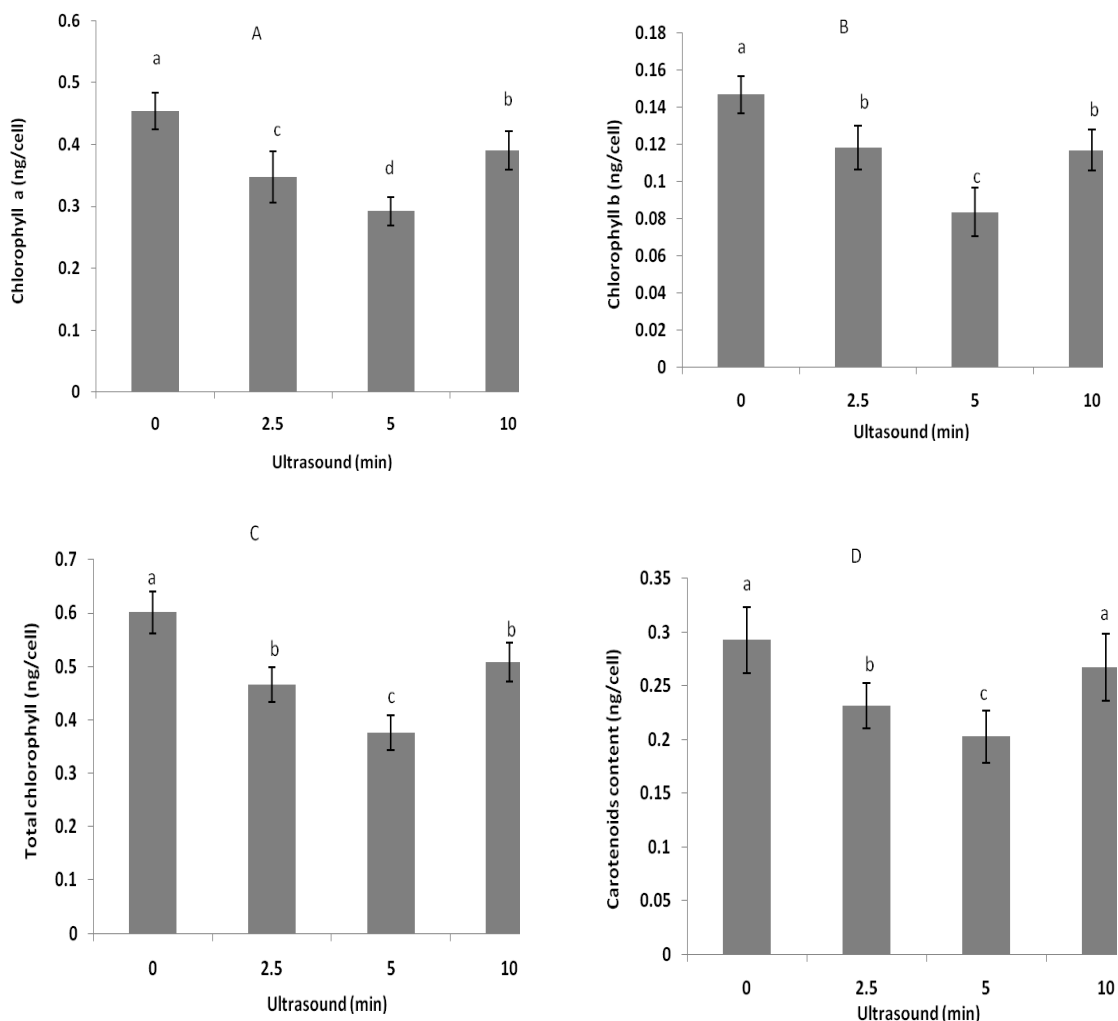 A
0.6
0.5
0.4
0.3
0.2
0.1
0
a
c
d
b
Chlorophyll a (ng/cell)
0 2.5 5 10
Ultrasound (min)
B
0.18
0.16
0.14
0.12
0.1
0.08
0.06
0.04
0.02
0
a
b
c
b
Chlorophyll b (ng/cell)
0 2.5 5 10
Ultasound (min)
C
0.7
0.6
0.5
0.4
0.3
0.2
0.1
0
a
b
c
b
Total chlorophyll (ng/cell)
0 2.5 5 10
Ultrasound (min)
D
0.35
0.3
0.25
0.2
0.15
0.1
0.05
0
a
b
c
a
Carotenoids content (ng/cell)
0 2.5 5 10
Ultrasound (min)